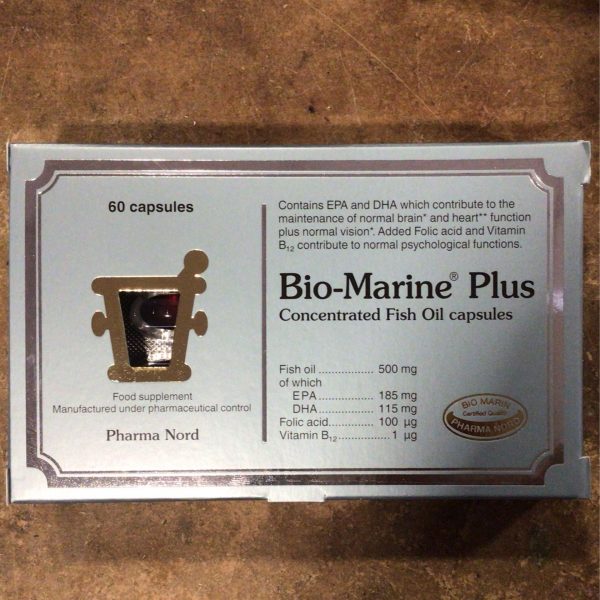 60 capsules
Food supplement
Manufactured under pharmaceutical control
Pharma Nord
Contains EPA and DHA which contribute to the
maintenance of normal brain* and heart** function
plus normal vision*. Added Folic acid and Vitamin
B12 contribute to normal psychological functions.
Bio-Marine® Plus
Concentrated Fish Oil capsules
Fish oil ................... 500 mg
of which
EPA ................... 185 mg
DHA ................... 115 mg
Folic acid ............... 100 µg
Vitamin B12 ............... 1 µg
BIO MARIN
Certified Quality
PHARMA NORD